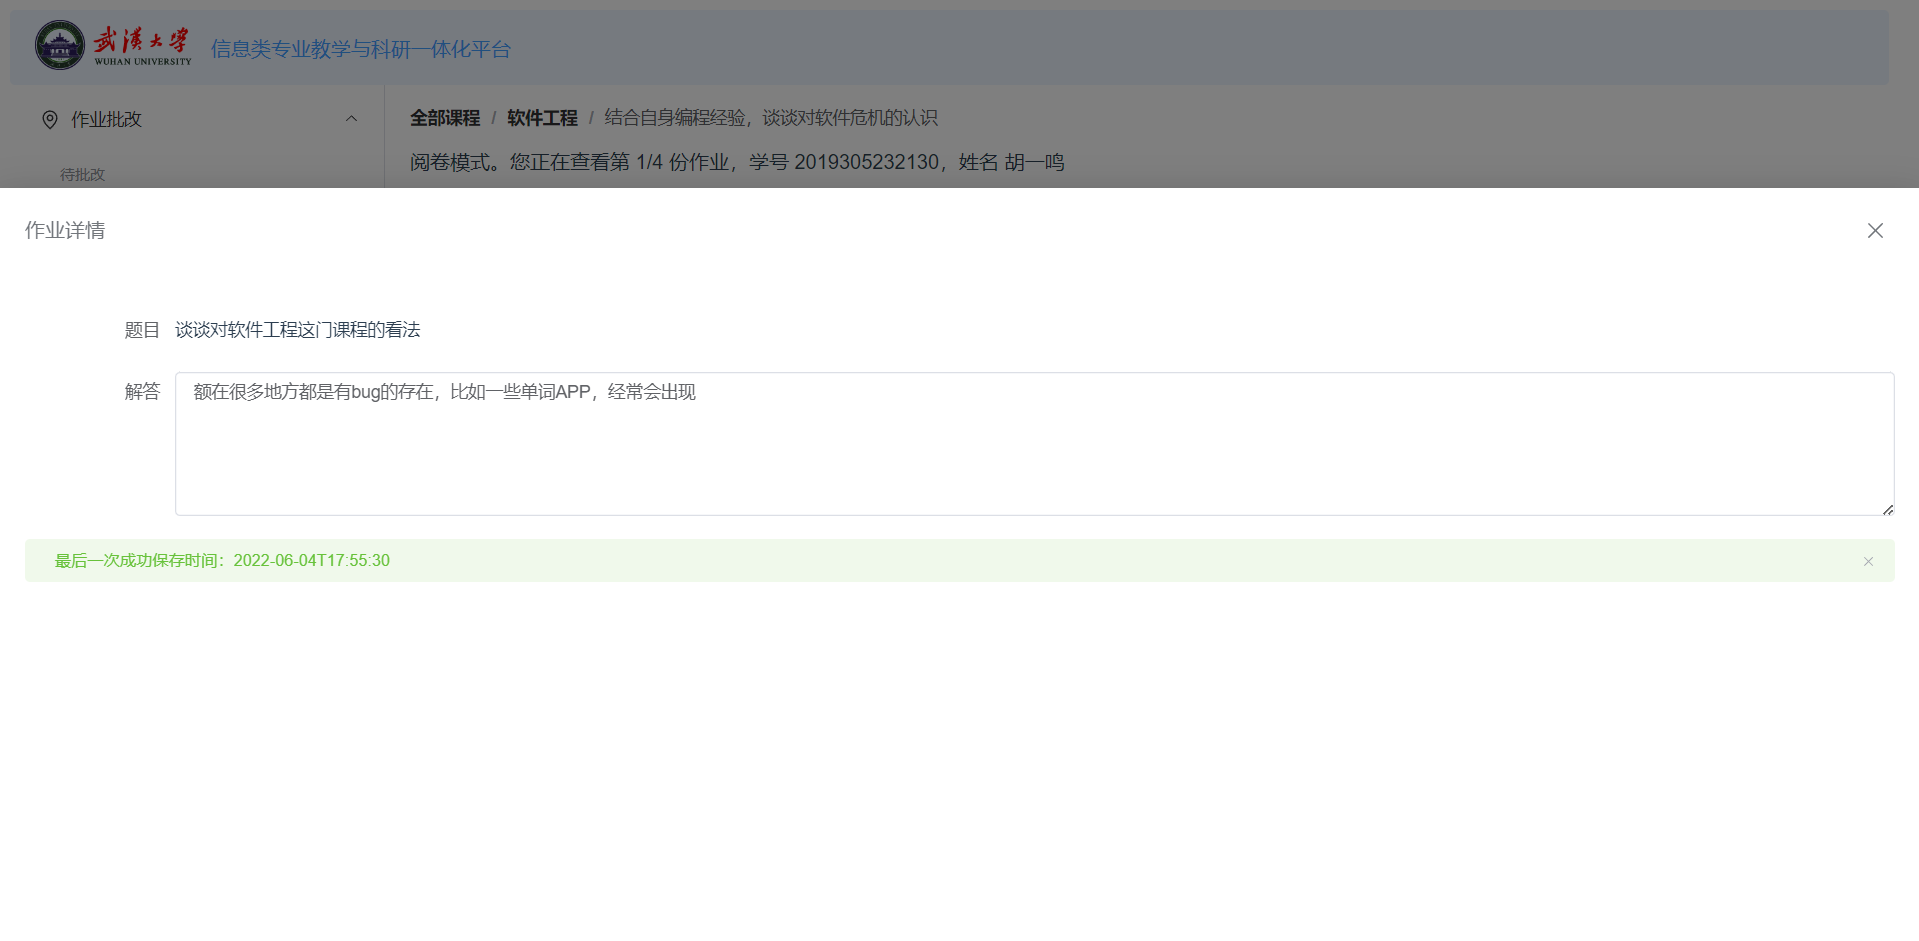 武汉大学
WUHAN UNIVERSITY
信息类专业教学与科研一体化平台
作业批改
待批改
全部课程 / 软件工程 / 结合自身编程经验，谈谈对软件危机的认识
阅卷模式。您正在查看第 1/4 份作业，学号 2019305232130，姓名 胡一鸣
作业详情
题目 谈谈对软件工程这门课程的看法
解答 额在很多地方都是有bug的存在，比如一些单词APP，经常会出现
最后一次成功保存时间：2022-06-04T17:55:30